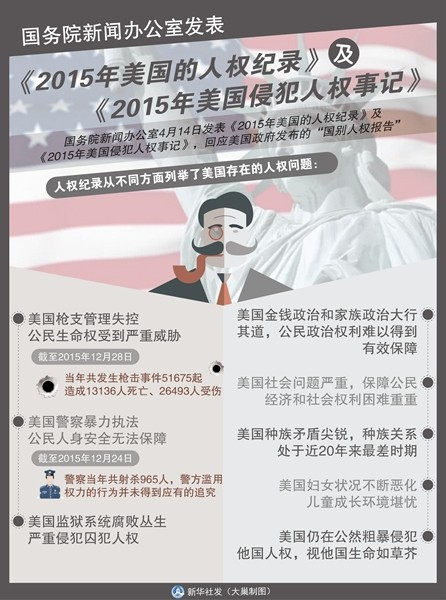 国务院新闻办公室发表
《2015年美国的人权纪录》及
《2015年美国侵犯人权事记》
国务院新闻办公室4月14日发表《2015年美国的人权纪录》及
《2015年美国侵犯人权事记》，回应美国政府发布的“国别人权报告”
人权纪录从不同方面列举了美国存在的人权问题：
美国枪支管理失控
公民生命权受到严重威胁
截至2015年12月28日
当年共发生枪击事件51675起
造成13136人死亡、26493人受伤
美国警察暴力执法
公民人身安全无法保障
截至2015年12月24日
警察当年共射杀965人，警方滥用
权力的行为并未得到应有的追究
美国监狱系统腐败丛生
严重侵犯囚犯人权
美国金钱政治和家族政治大行
其道，公民政治权利难以得到
有效保障
美国社会问题严重，保障公民
经济和社会权利困难重重
美国种族矛盾尖锐，种族关系
处于近20年来最差时期
美国妇女状况不断恶化
儿童成长环境堪忧
美国仍在公然粗暴侵犯
他国人权，视他国生命如草芥
新华社发（大巢制图）